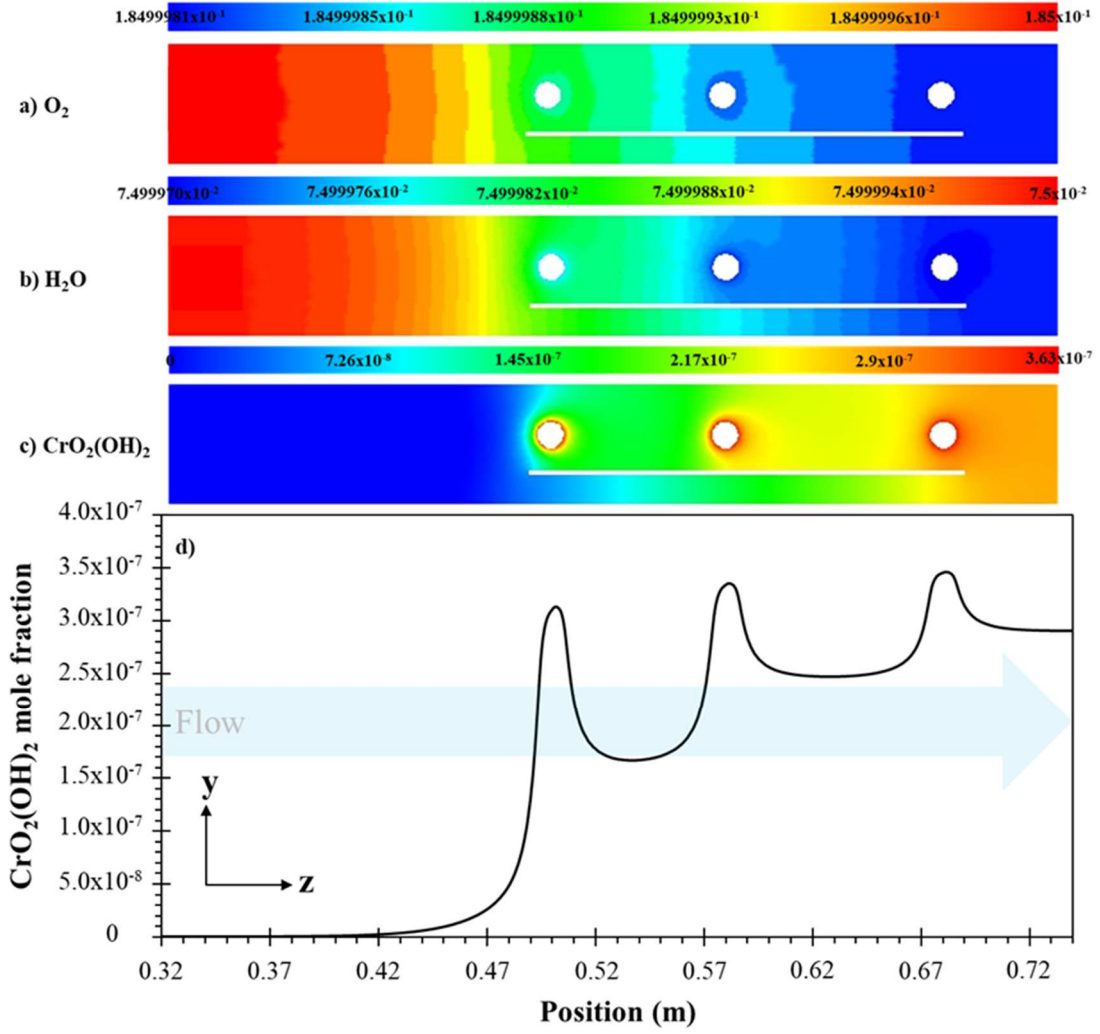 1.8499981x10⁻¹ 1.8499985x10⁻¹ 1.8499988x10⁻¹ 1.8499993x10⁻¹ 1.8499996x10⁻¹ 1.85x10⁻¹
a) O₂
7.499970x10⁻² 7.499976x10⁻² 7.499982x10⁻² 7.499988x10⁻² 7.499994x10⁻² 7.5x10⁻²
b) H₂O
0 7.26x10⁻⁸ 1.45x10⁻⁷ 2.17x10⁻⁷ 2.9x10⁻⁷ 3.63x10⁻⁷
c) CrO₂(OH)₂
d)
CrO₂(OH)₂ mole fraction
4.0x10⁻⁷
3.5x10⁻⁷
3.0x10⁻⁷
2.5x10⁻⁷
2.0x10⁻⁷
1.5x10⁻⁷
1.0x10⁻⁷
5.0x10⁻⁸
0
Flow
y
z
0.32 0.37 0.42 0.47 0.52 0.57 0.62 0.67 0.72
Position (m)